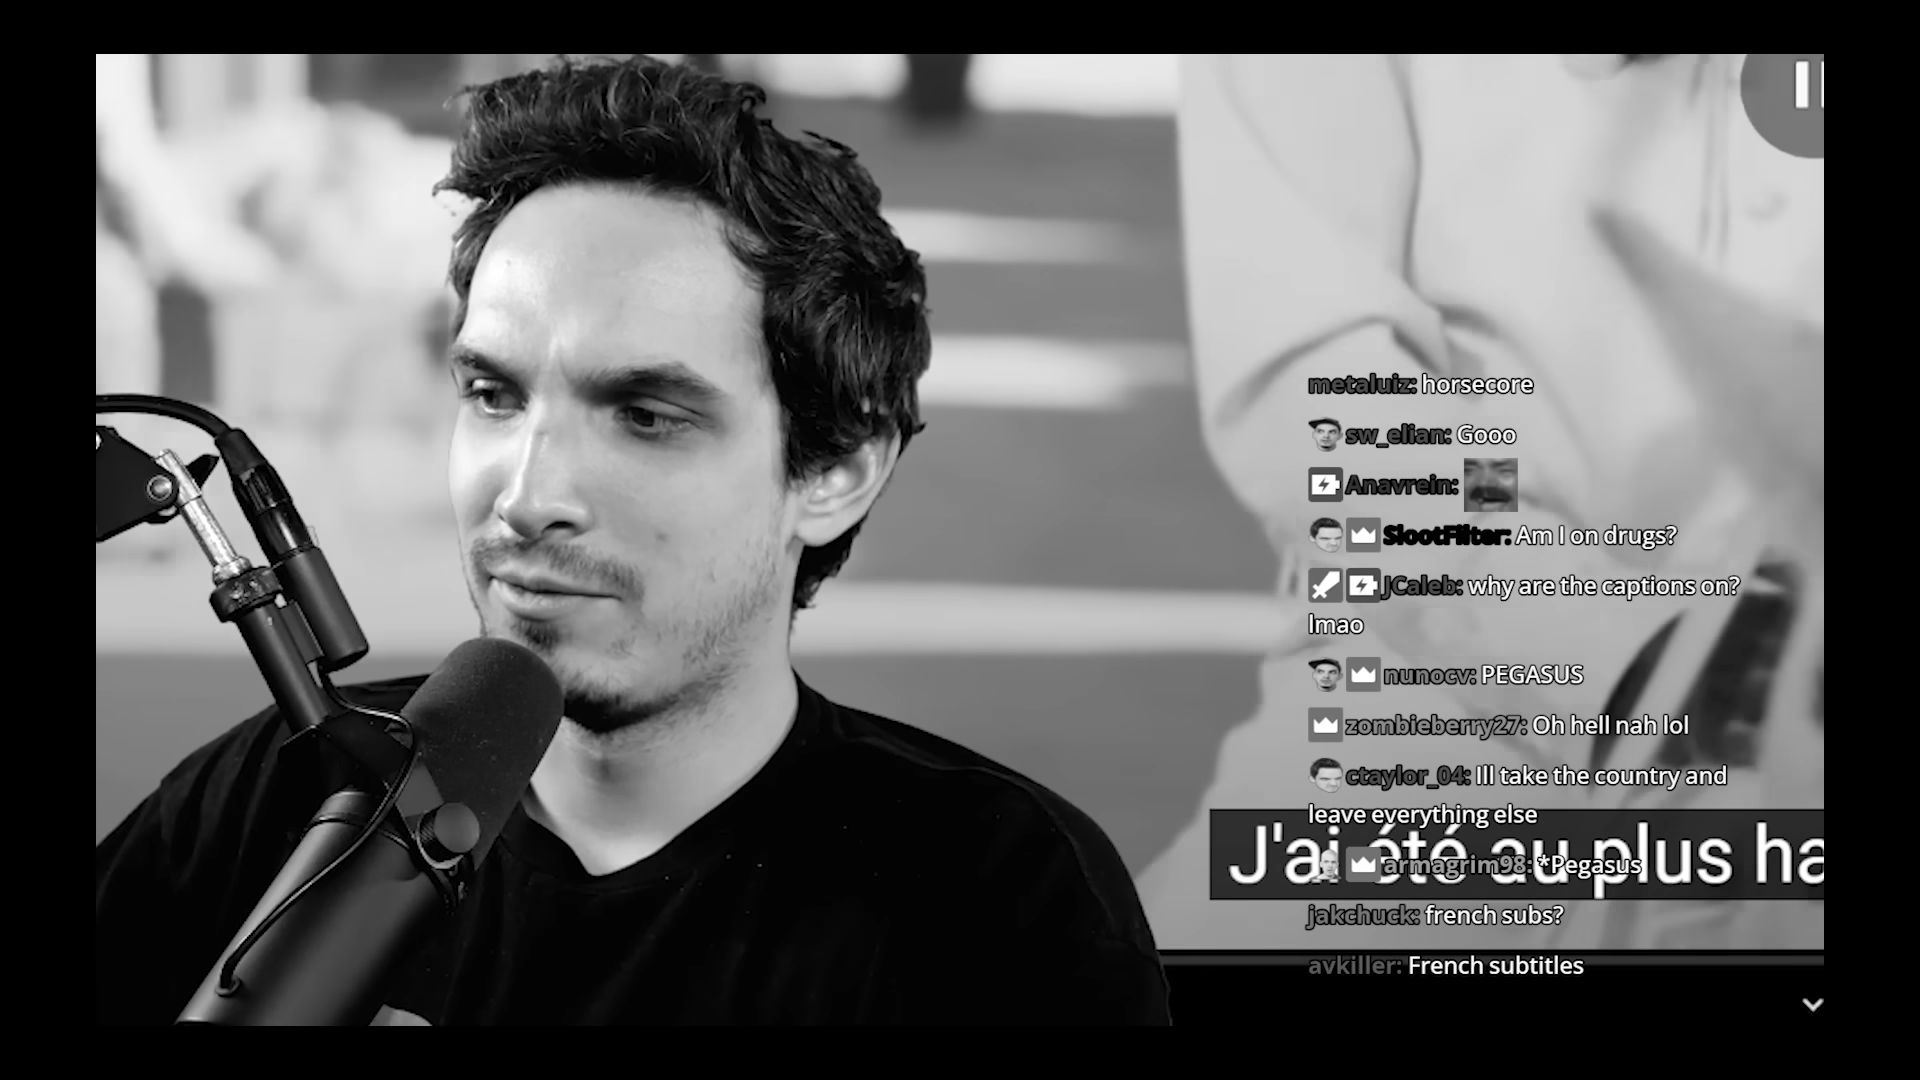 metaluiz: horsecore
sw_elian: Gooo
Anavrein:
SlootFilter: Am I on drugs?
JCaleb: why are the captions on?
lmao
nunocv: PEGASUS
zombieberry27: Oh hell nah lol
ctaylor_04: Ill take the country and
leave everything else
J'ai été au plus ha
armagrim98: *Pegasus
jakchuck: french subs?
avkiller: French subtitles